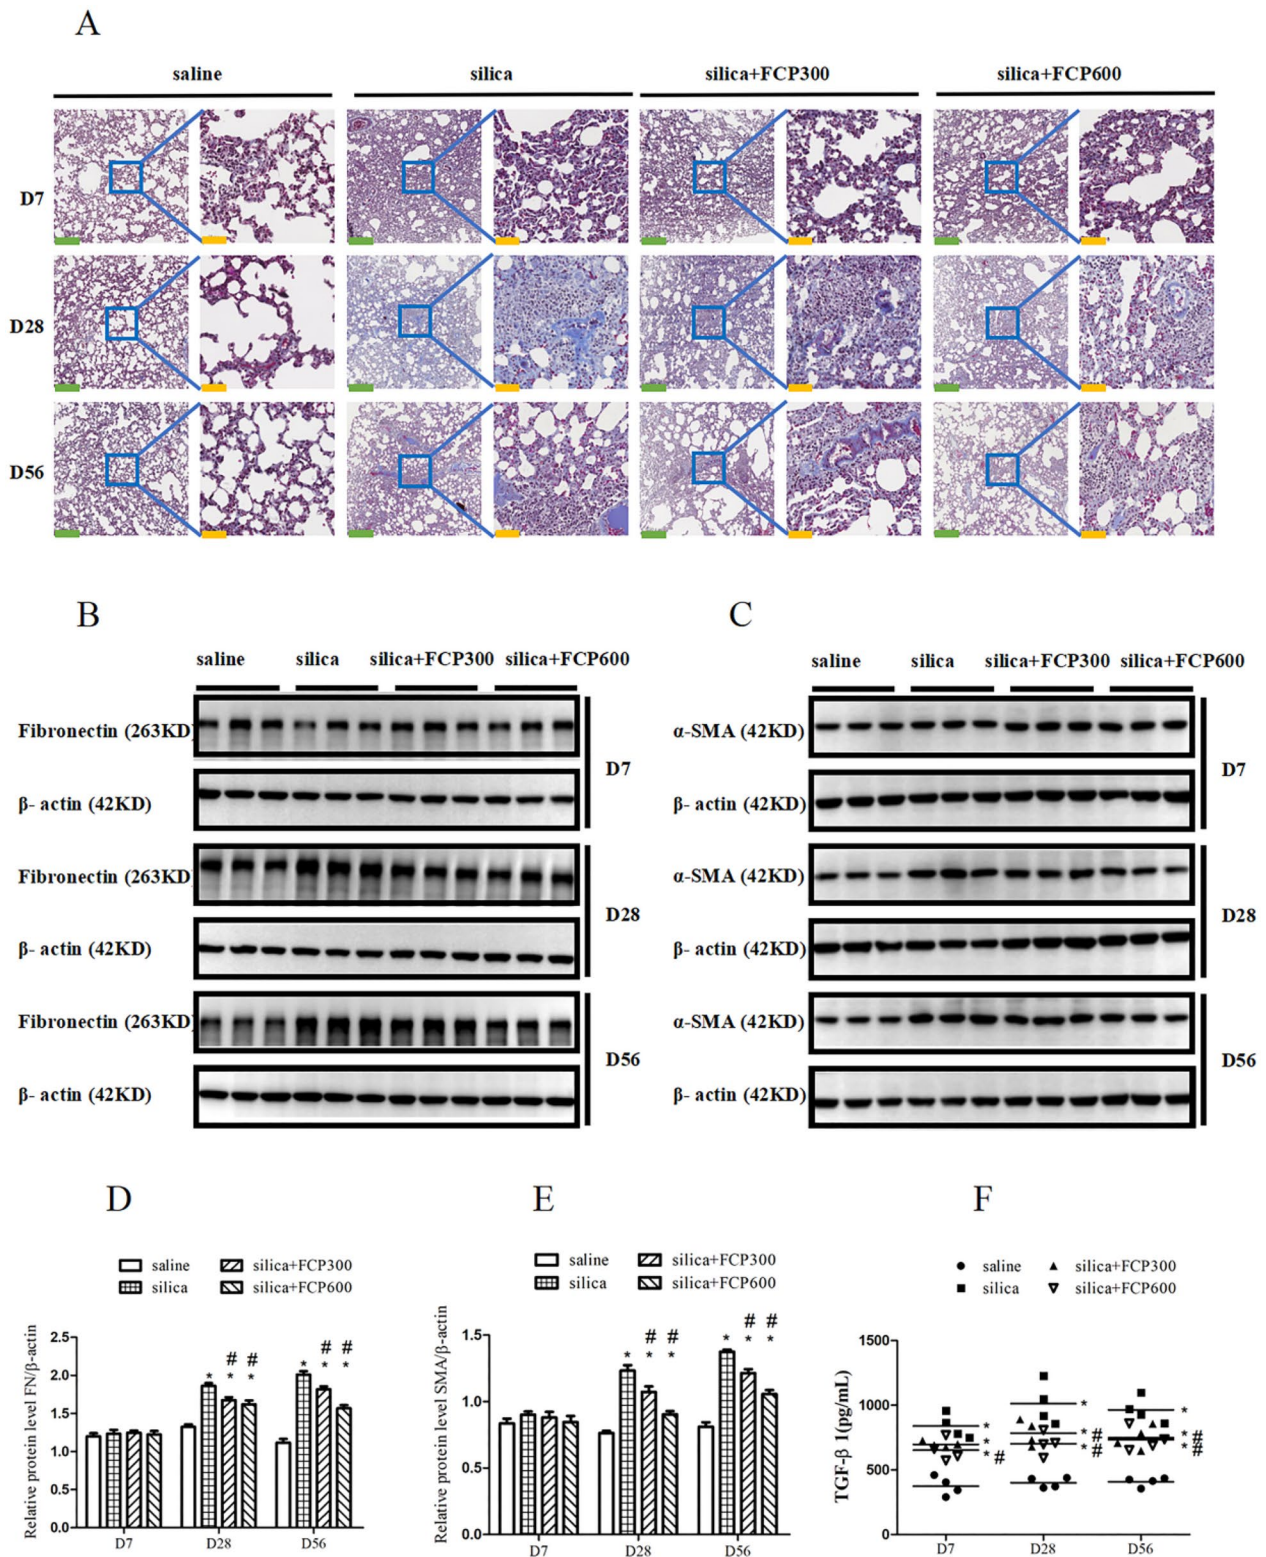 A
saline silica silica+FCP300 silica+FCP600
D7
D28
D56
B
saline silica silica+FCP300 silica+FCP600
Fibronectin (263KD)
D7
β- actin (42KD)
Fibronectin (263KD)
D28
β- actin (42KD)
Fibronectin (263KD)
D56
β- actin (42KD)
C
saline silica silica+FCP300 silica+FCP600
α-SMA (42KD)
D7
β- actin (42KD)
α-SMA (42KD)
D28
β- actin (42KD)
α-SMA (42KD)
D56
β- actin (42KD)
D
saline silica+FCP300
silica silica+FCP600
Relative protein level FN/β-actin
2.5
2.0
1.5
1.0
0.5
0.0
# # # #
* * * * * *
D7 D28 D56
E
saline silica+FCP300
silica silica+FCP600
Relative protein level SMA/β-actin
1.5
1.0
0.5
0.0
# # # #
* * * * * *
D7 D28 D56
F
saline silica+FCP300
silica silica+FCP600
TGF-β 1(pg/mL)
1500
1000
500
0
* * *
* * # * #
* * # * #
#
D7 D28 D56